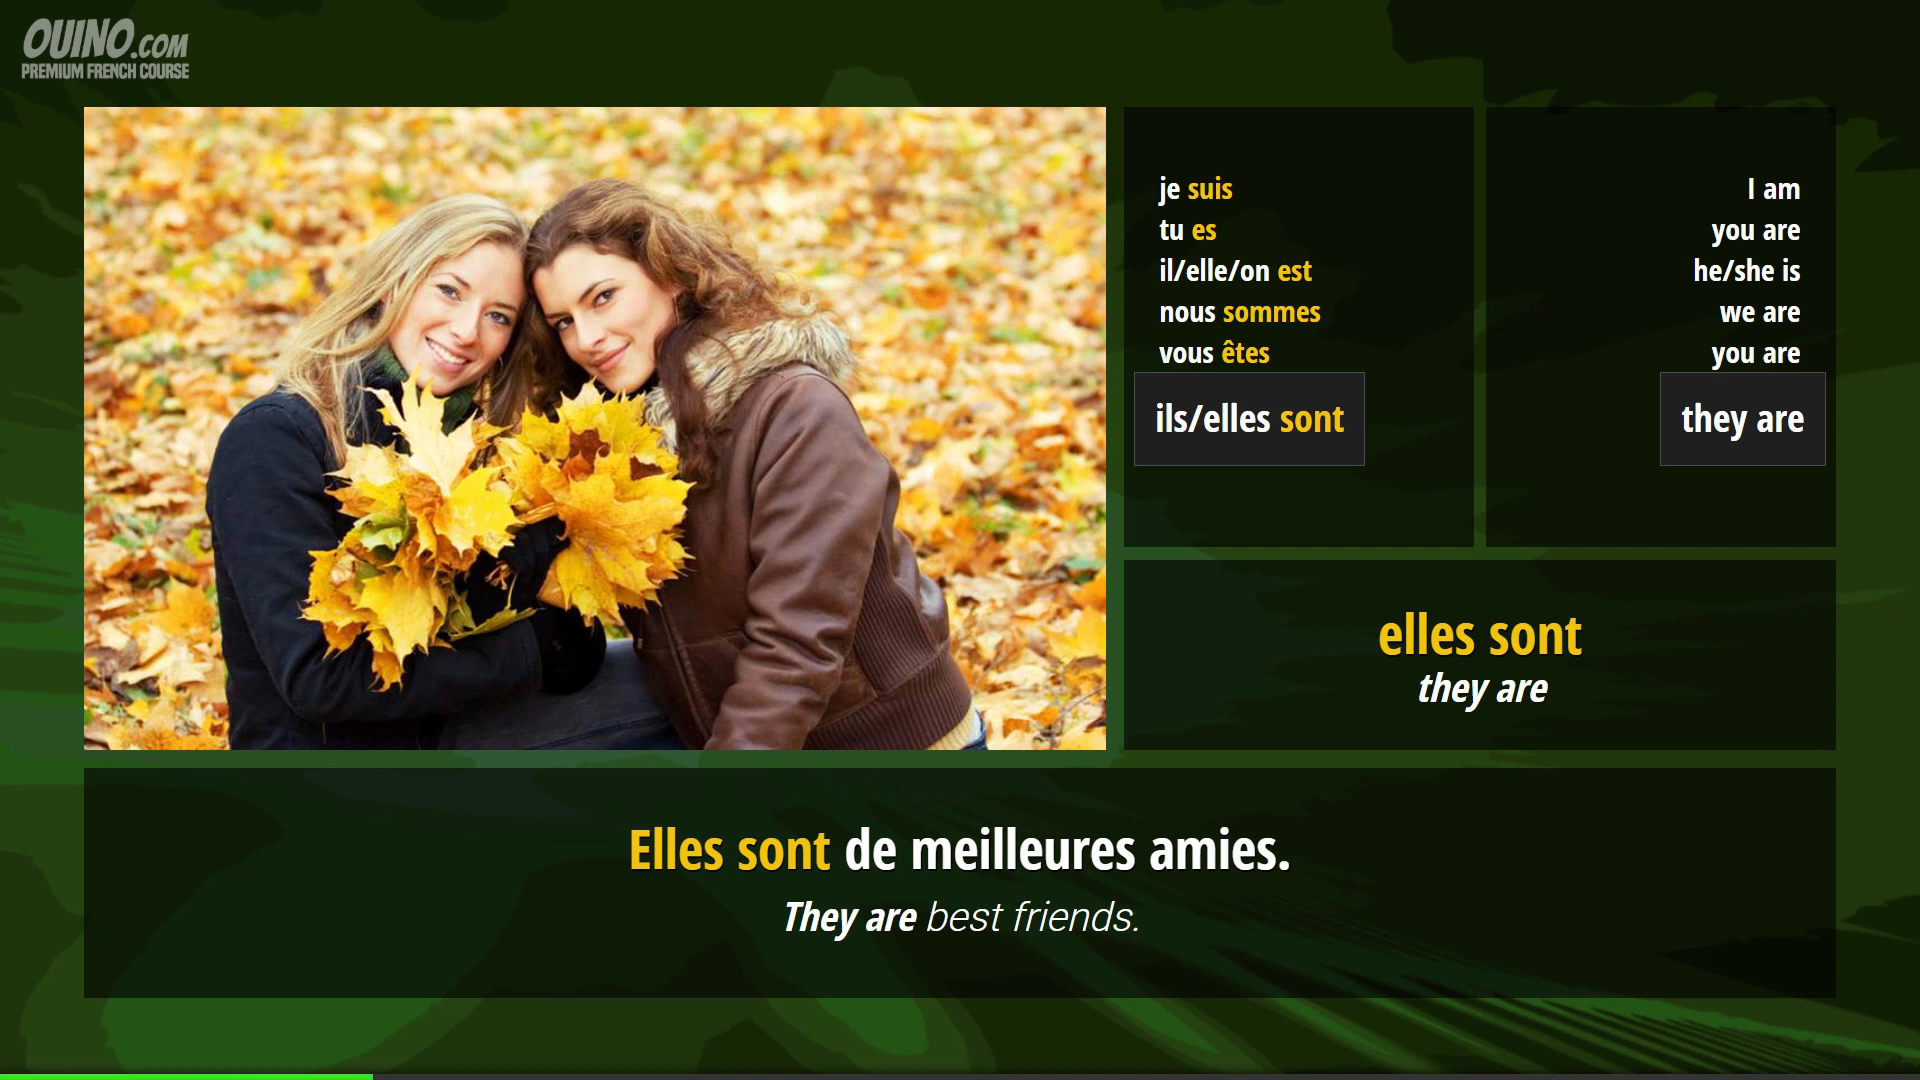 OUINO.COM
PREMIUM FRENCH COURSE
je suis
tu es
il/elle/on est
nous sommes
vous êtes
ils/elles sont
I am
you are
he/she is
we are
you are
they are
elles sont
they are
Elles sont de meilleures amies.
They are best friends.